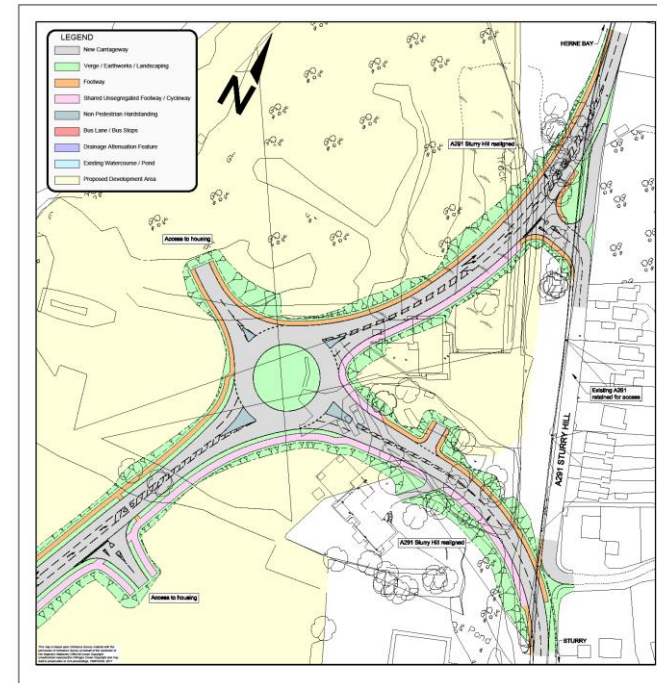 LEGEND
New Carriageway
Verge / Earthworks / Landscaping
Footway
Shared Unsegregated Footway / Cycleway
Non Pedestrian Hardstanding
Bus Lane / Bus Stops
Drainage Attenuation Feature
Existing Watercourse / Pond
Proposed Development Area
N
HERNE BAY
A291 Sturry Hill realigned
Track
Access to housing
Existing A291
retained for access
A291 STURRY HILL
A291 Sturry Hill realigned
Access to housing
Pond
STURRY